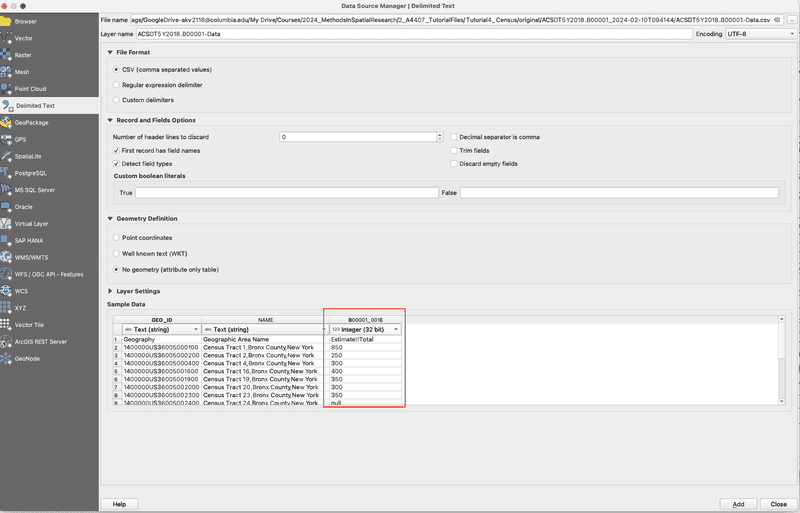 Data Source Manager | Delimited Text
Browser
Vector
Raster
Mesh
Point Cloud
Delimited Text
GeoPackage
GPS
SpatiaLite
PostgreSQL
MS SQL Server
Oracle
Virtual Layer
SAP HANA
WMS/WMTS
WFS / OGC API - Features
WCS
XYZ
Vector Tile
ArcGIS REST Server
GeoNode
File name age/GoogleDrive-akv2118@columbia.edu/My Drive/Courses/2024_MethodsInSpatialResearch/2_A4407_TutorialFiles/Tutorial4_Census/original/ACSDT5Y2018.B00001_2024-02-10T094144/ACSDT5Y2018.B00001-Data.csv ...
Layer name ACSDT5Y2018.B00001-Data Encoding UTF-8
File Format
CSV (comma separated values)
Regular expression delimiter
Custom delimiters
Record and Fields Options
Number of header lines to discard 0 Decimal separator is comma
First record has field names Trim fields
Detect field types Discard empty fields
Custom boolean literals
True False
Geometry Definition
Point coordinates
Well known text (WKT)
No geometry (attribute only table)
Layer Settings
Sample Data
GEO_ID NAME B00001_001E
abc Text (string) abc Text (string) 123 Integer (32 bit)
1 Geography Geographic Area Name Estimate!!Total
2 1400000US36005000100 Census Tract 1,Bronx County,New York 850
3 1400000US36005000200 Census Tract 2,Bronx County,New York 250
4 1400000US36005000400 Census Tract 4,Bronx County,New York 300
5 1400000US36005001600 Census Tract 16,Bronx County,New York 400
6 1400000US36005001900 Census Tract 19,Bronx County,New York 350
7 1400000US36005002000 Census Tract 20,Bronx County,New York 300
8 1400000US36005002300 Census Tract 23,Bronx County,New York 350
9 1400000US36005002400 Census Tract 24,Bronx County,New York null
Help Add Close